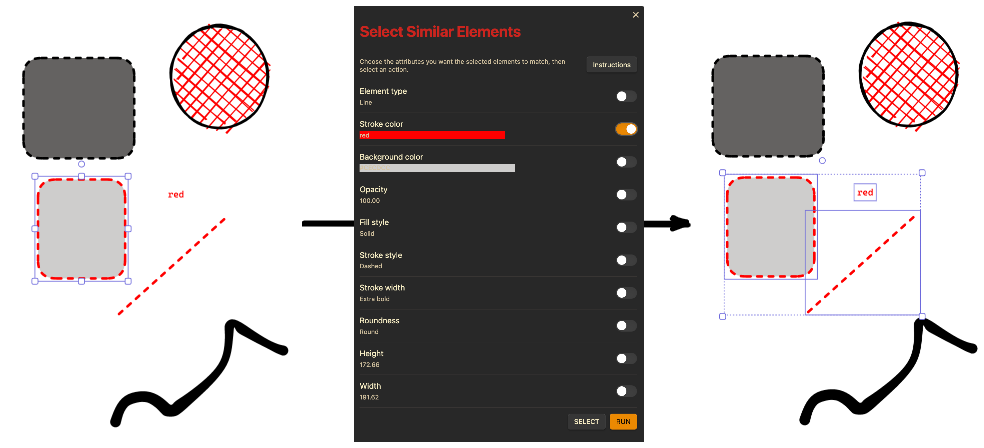 red
Select Similar Elements
Choose the attributes you want the selected elements to match, then
select an action.
Instructions
Element type
Line
Stroke color
red
Background color
Opacity
100.00
Fill style
Solid
Stroke style
Dashed
Stroke width
Extra bold
Roundness
Round
Height
172.66
Width
191.62
SELECT
RUN
red